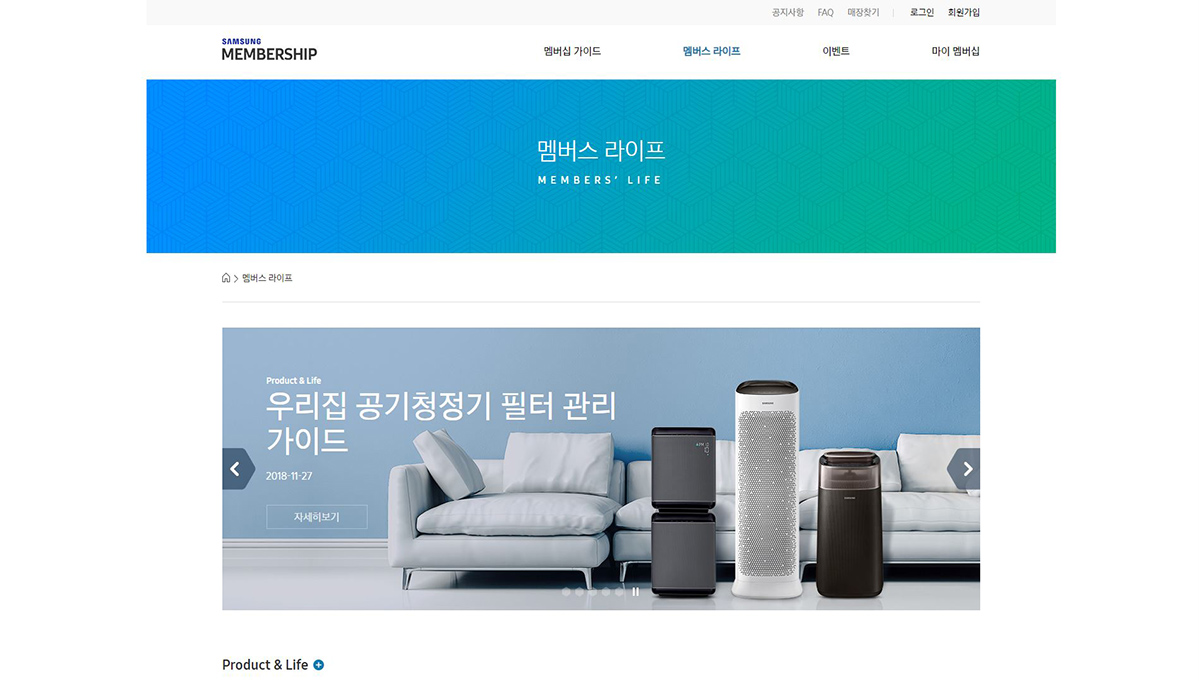 공지사항 FAQ 매장찾기 로그인 회원가입
SAMSUNG
MEMBERSHIP
멤버십 가이드 멤버스 라이프 이벤트 마이 멤버십
멤버스 라이프
MEMBERS' LIFE
멤버스 라이프
Product & Life
우리집 공기청정기 필터 관리
가이드
2018-11-27
자세히보기
SAMSUNG
SAMSUNG
Product & Life